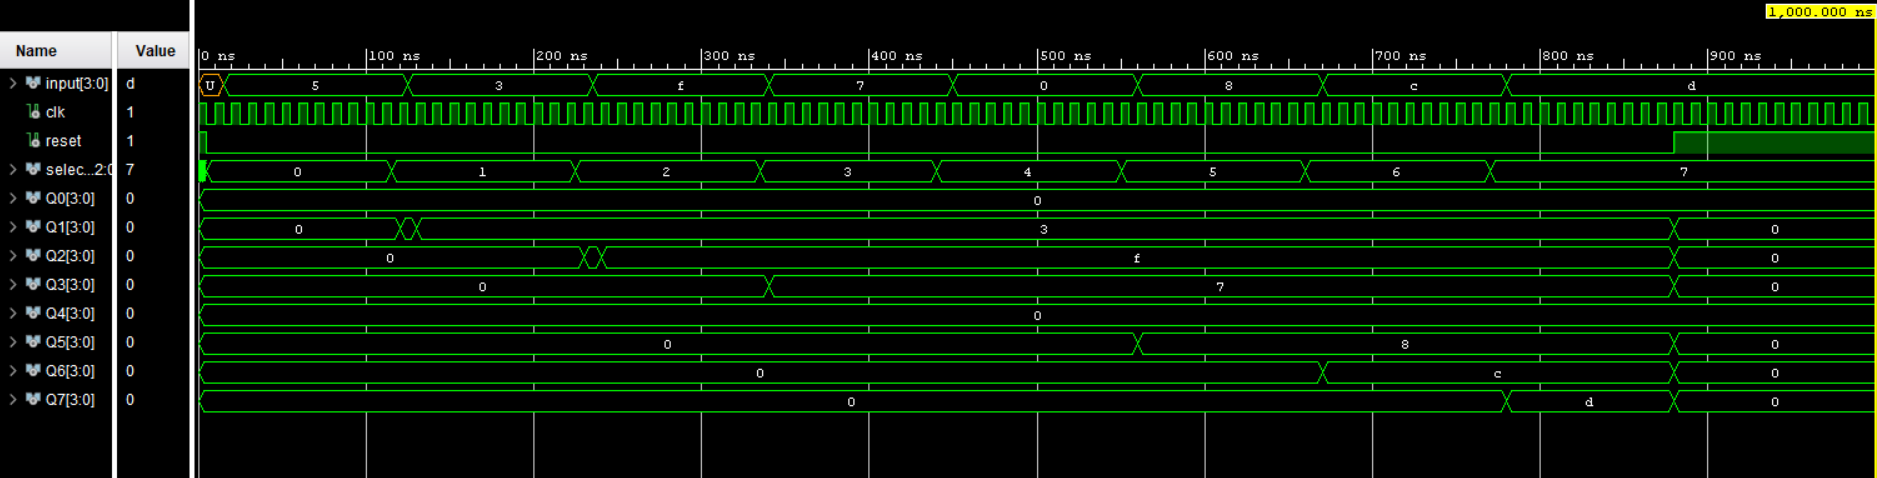 1,000.000 ns
Name Value
0 ns 100 ns 200 ns 300 ns 400 ns 500 ns 600 ns 700 ns 800 ns 900 ns
input[3:0] d U 5 3 f 7 0 8 c d
clk 1
reset 1
selec...2:0 7 0 1 2 3 4 5 6 7
Q0[3:0] 0 0
Q1[3:0] 0 0 3 0
Q2[3:0] 0 0 f 0
Q3[3:0] 0 0 7 0
Q4[3:0] 0 0
Q5[3:0] 0 0 8 0
Q6[3:0] 0 0 c 0
Q7[3:0] 0 0 d 0